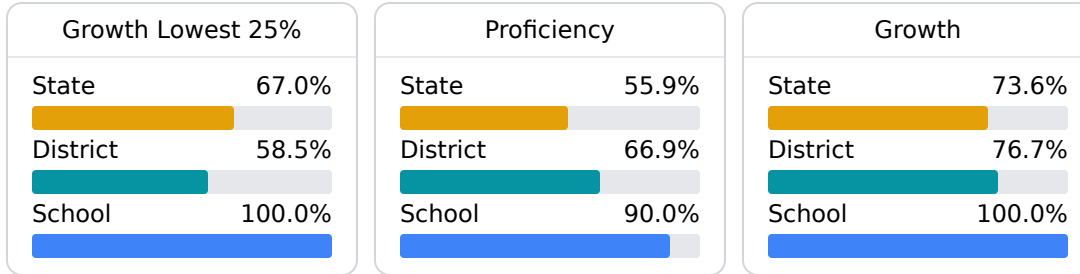 Growth Lowest 25%
State 67.0%
District 58.5%
School 100.0%
Proficiency
State 55.9%
District 66.9%
School 90.0%
Growth
State 73.6%
District 76.7%
School 100.0%